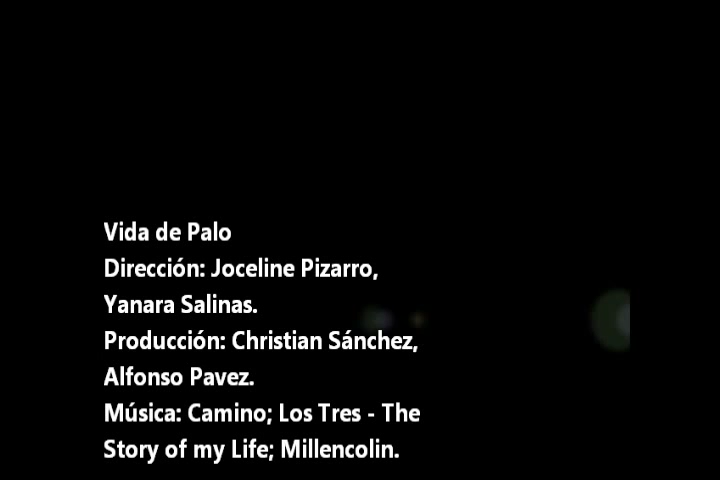 Vida de Palo
Dirección: Joceline Pizarro,
Yanara Salinas.
Producción: Christian Sánchez,
Alfonso Pavez.
Música: Camino; Los Tres - The
Story of my Life; Millencolin.